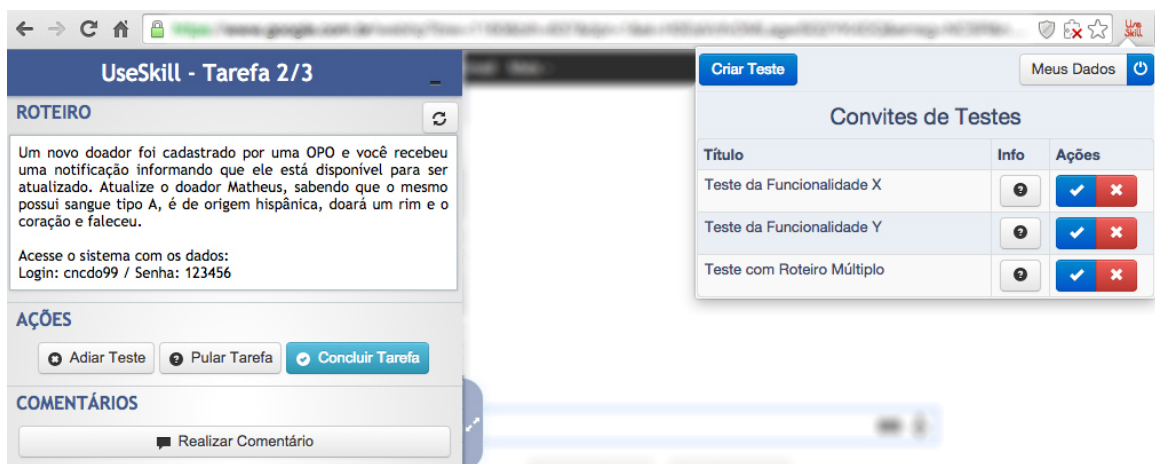 Use
Skill
UseSkill - Tarefa 2/3
ROTEIRO
Um novo doador foi cadastrado por uma OPO e você recebeu
uma notificação informando que ele está disponível para ser
atualizado. Atualize o doador Matheus, sabendo que o mesmo
possui sangue tipo A, é de origem hispânica, doará um rim e o
coração e faleceu.
Acesse o sistema com os dados:
Login: cncdo99 / Senha: 123456
AÇÕES
Adiar Teste
Pular Tarefa
Concluir Tarefa
COMENTÁRIOS
Realizar Comentário
Criar Teste
Meus Dados
Convites de Testes
Título Info Ações
Teste da Funcionalidade X
Teste da Funcionalidade Y
Teste com Roteiro Múltiplo